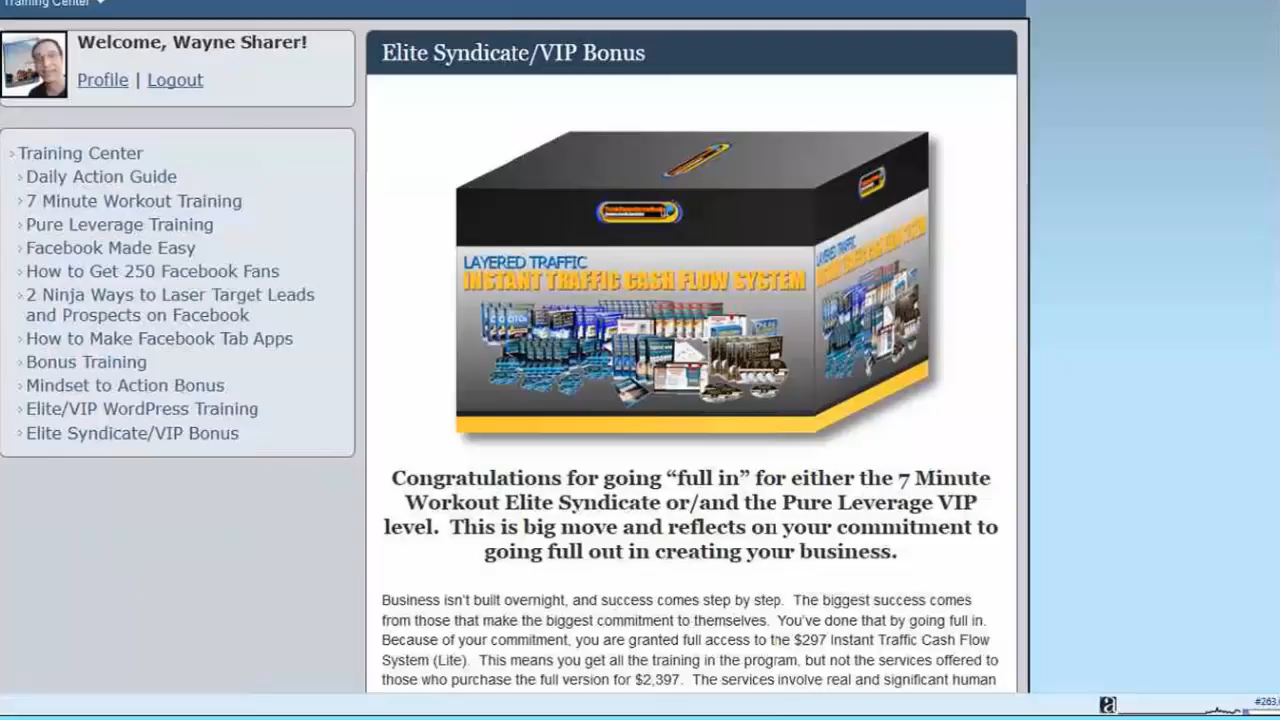 Training Center
Welcome, Wayne Sharer!
Profile | Logout
Training Center
Daily Action Guide
7 Minute Workout Training
Pure Leverage Training
Facebook Made Easy
How to Get 250 Facebook Fans
2 Ninja Ways to Laser Target Leads
and Prospects on Facebook
How to Make Facebook Tab Apps
Bonus Training
Mindset to Action Bonus
Elite/VIP WordPress Training
Elite Syndicate/VIP Bonus
Elite Syndicate/VIP Bonus
LAYERED TRAFFIC
INSTANT TRAFFIC CASH FLOW SYSTEM
LAYERED TRAFFIC
INSTANT TRAFFIC CASH FLOW SYSTEM
Congratulations for going “full in” for either the 7 Minute
Workout Elite Syndicate or/and the Pure Leverage VIP
level. This is big move and reflects on your commitment to
going full out in creating your business.
Business isn't built overnight, and success comes step by step. The biggest success comes
from those that make the biggest commitment to themselves. You've done that by going full in.
Because of your commitment, you are granted full access to the $297 Instant Traffic Cash Flow
System (Lite). This means you get all the training in the program, but not the services offered to
those who purchase the full version for $2,397. The services involve real and significant human